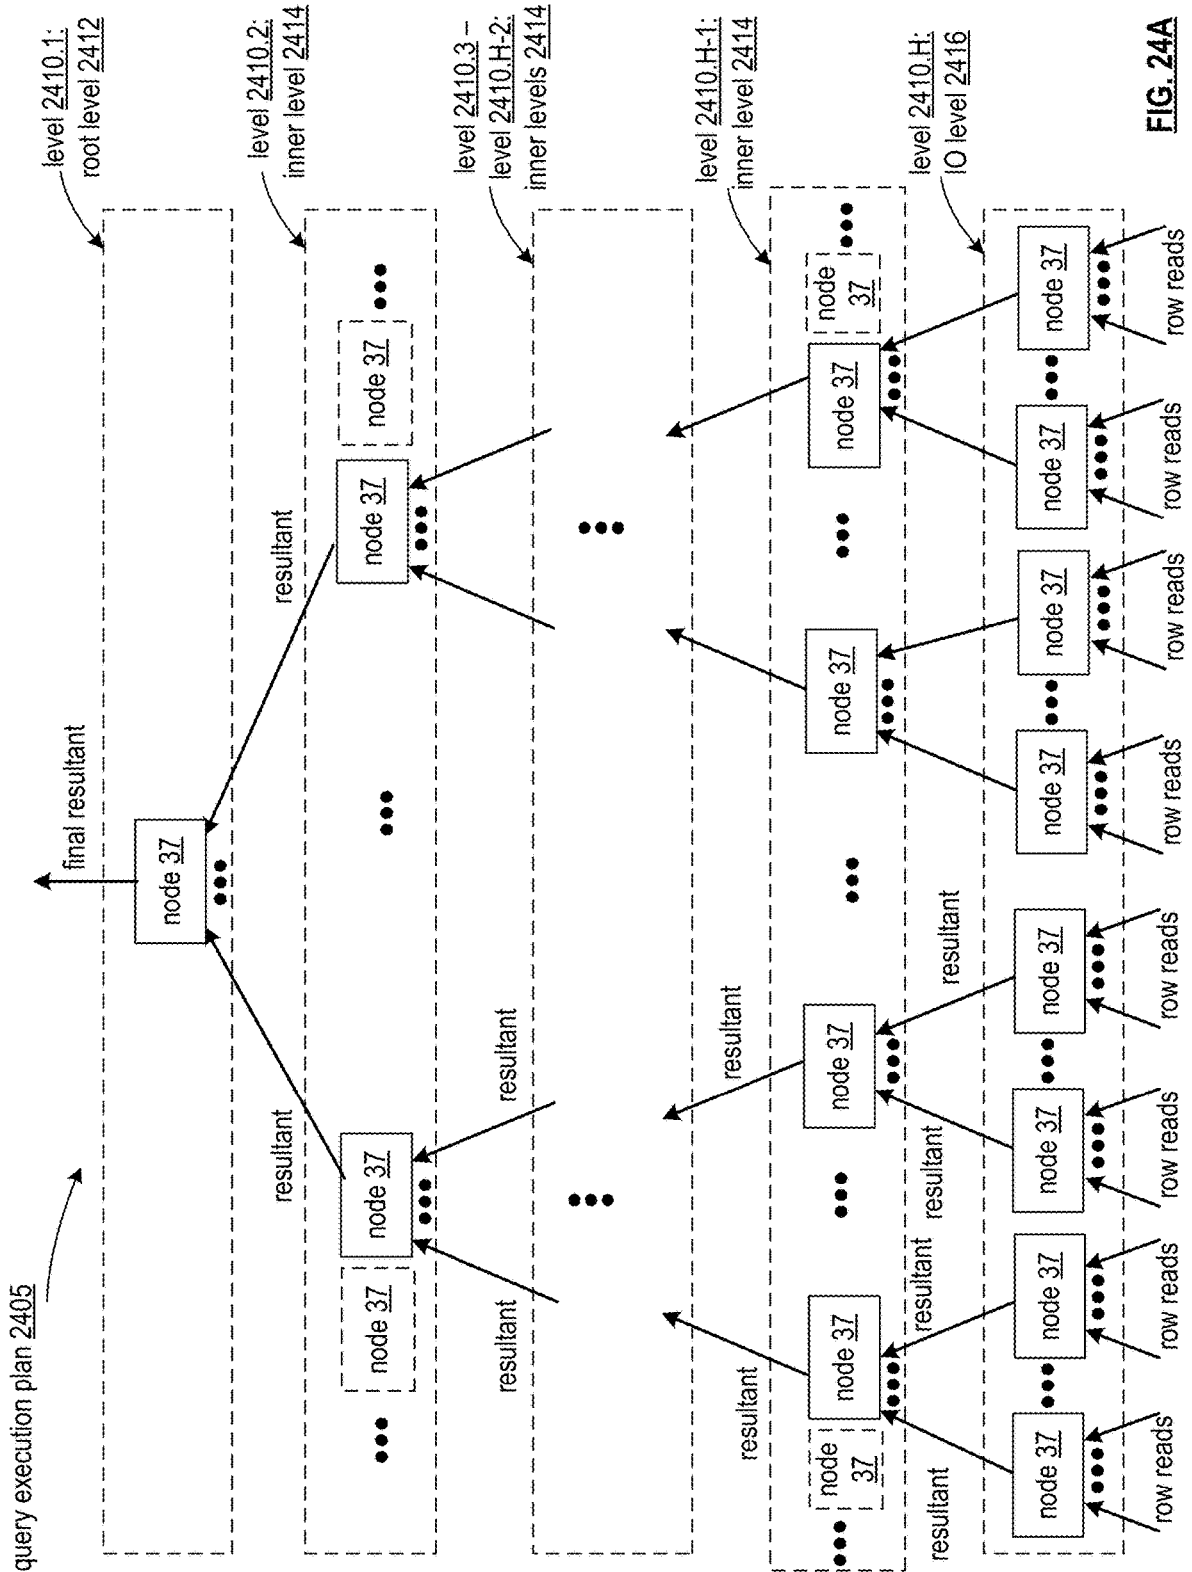 query execution plan 2405
final resultant
level 2410.1:
root level 2412
node 37
resultant
resultant
level 2410.2:
inner level 2414
node 37
node 37
node 37
node 37
resultant
resultant
level 2410.3 –
level 2410.H-2:
inner levels 2414
resultant
resultant
level 2410.H-1:
inner level 2414
node
37
node 37
node 37
node 37
node 37
node
37
resultant
resultant
resultant
resultant
level 2410.H:
IO level 2416
node 37
node 37
node 37
node 37
node 37
node 37
node 37
node 37
row reads
row reads
row reads
row reads
row reads
row reads
row reads
row reads
FIG. 24A